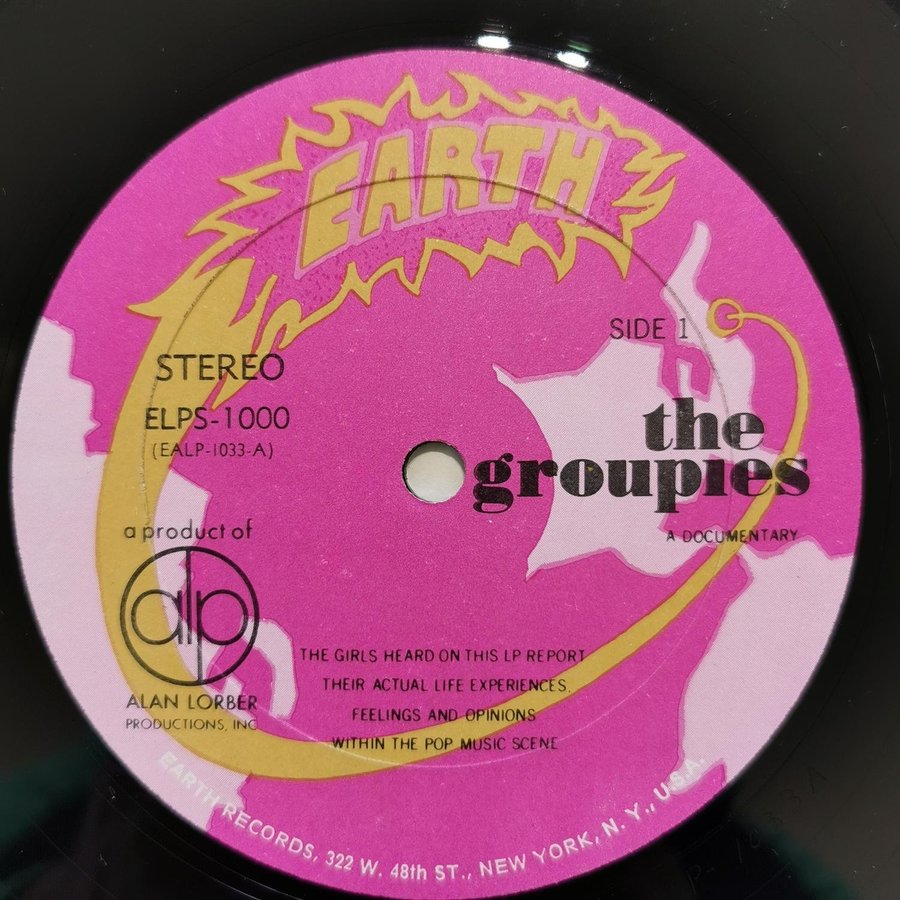 EARTH
SIDE 1
STEREO
ELPS-1000
(EALP-1033-A)
the
groupies
A DOCUMENTARY
a product of
alp
ALAN LORBER
PRODUCTIONS, INC
THE GIRLS HEARD ON THIS LP REPORT
THEIR ACTUAL LIFE EXPERIENCES,
FEELINGS AND OPINIONS
WITHIN THE POP MUSIC SCENE
EARTH RECORDS, 322 W. 48th ST., NEW YORK, N. Y., U.S.A.